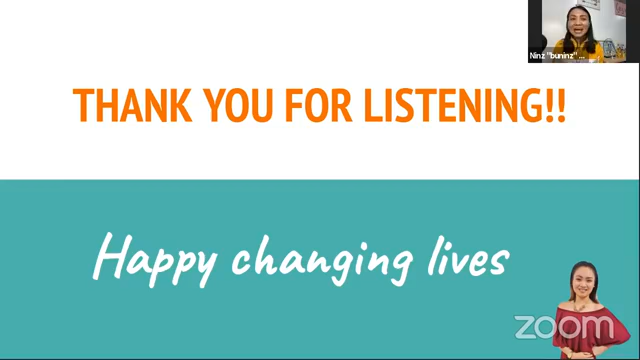 Ninz "buninz" ...
THANK YOU FOR LISTENING!!
Happy changing lives
zoom